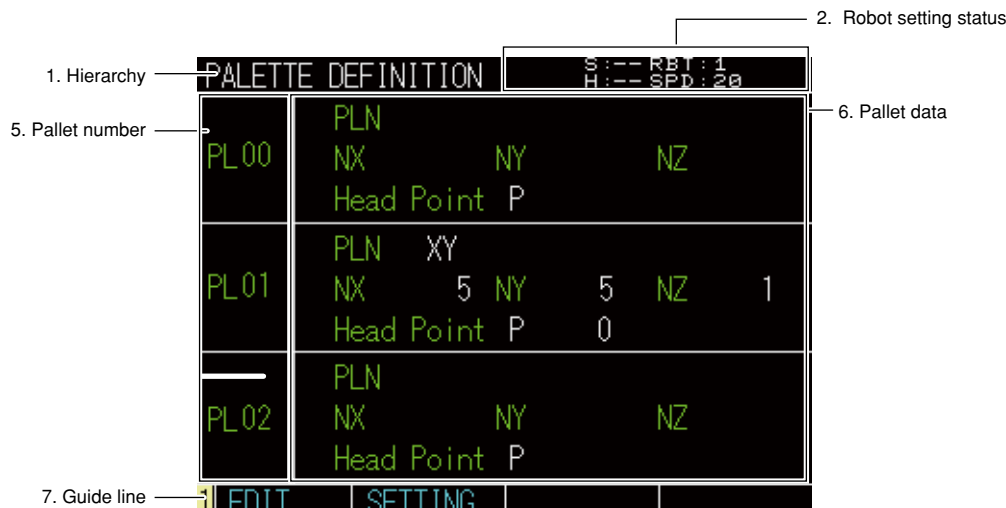 2. Robot setting status
1. Hierarchy
PALETTE DEFINITION
S:-- RBT:1
H:-- SPD:20
5. Pallet number
6. Pallet data
PL00
PLN
NX NY NZ
Head Point P
PL01
PLN XY
NX 5 NY 5 NZ 1
Head Point P 0
PL02
PLN
NX NY NZ
Head Point P
7. Guide line
1 EDIT SETTING